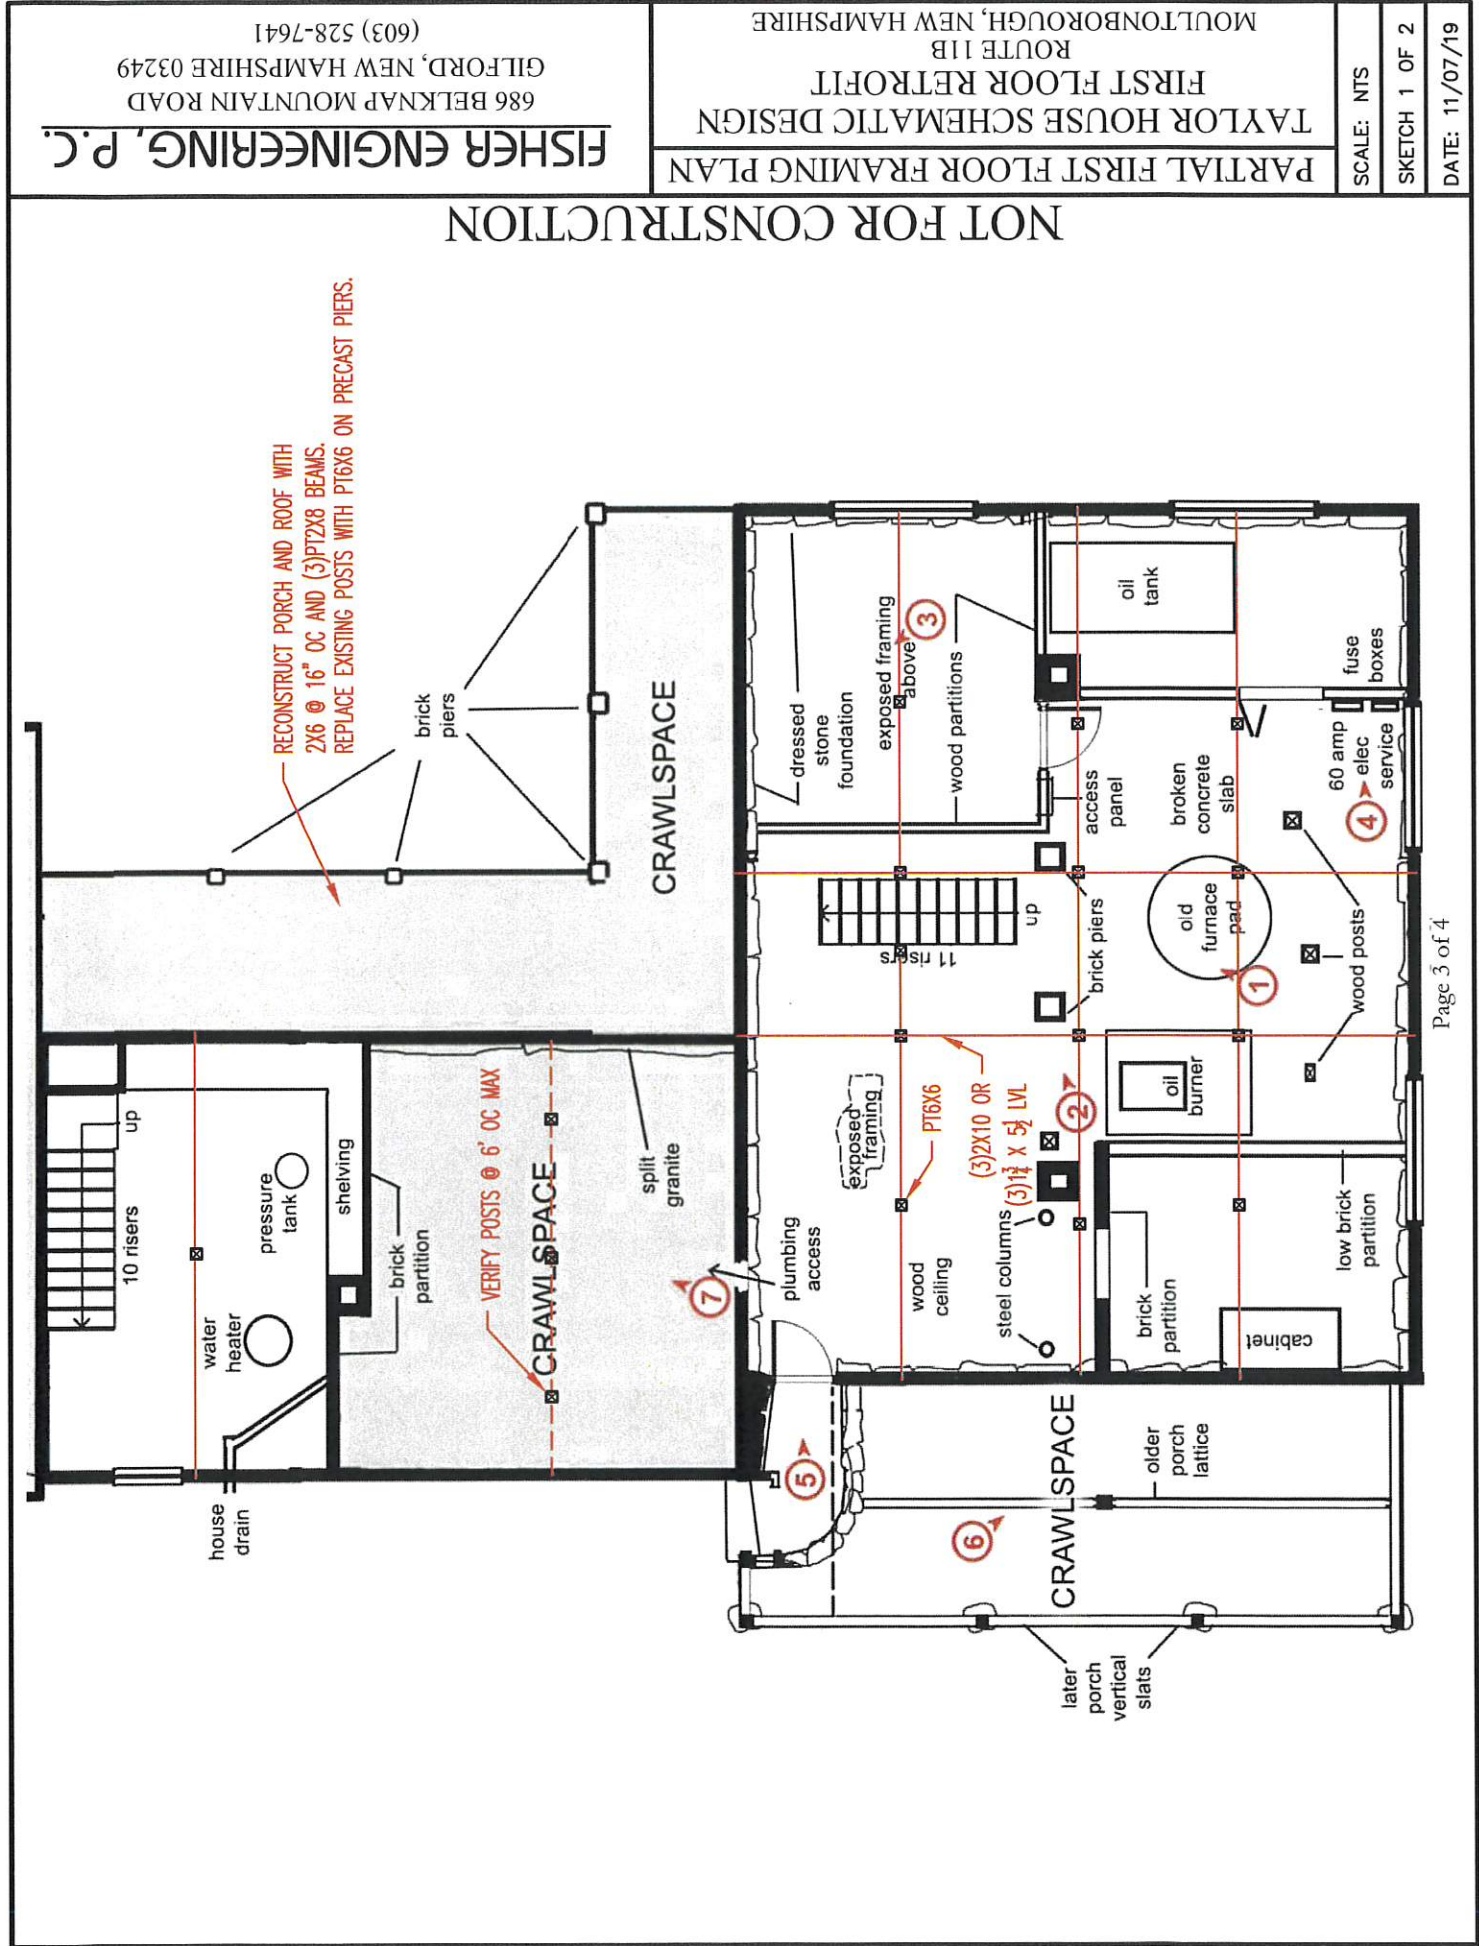 FISHER ENGINEERING, P.C.
686 BELKNAP MOUNTAIN ROAD
GILFORD, NEW HAMPSHIRE 03249
(603) 528-7641
PARTIAL FIRST FLOOR FRAMING PLAN
TAYLOR HOUSE SCHEMATIC DESIGN
FIRST FLOOR RETROFIT
ROUTE 11B
MOULTONBOROUGH, NEW HAMPSHIRE
SCALE: NTS
SKETCH 1 OF 2
DATE: 11/07/19
NOT FOR CONSTRUCTION
RECONSTRUCT PORCH AND ROOF WITH
2X6 @ 16" OC AND (3)PT2X8 BEAMS.
REPLACE EXISTING POSTS WITH PT6X6 ON PRECAST PIERS.
brick
piers
CRAWLSPACE
up
10 risers
pressure
tank
shelving
water
heater
brick
partition
house
drain
VERIFY POSTS @ 6' OC MAX
CRAWLSPACE
split
granite
7
plumbing
access
dressed
stone
foundation
exposed framing
above
3
wood partitions
oil
tank
fuse
boxes
60 amp
elec
service
4
access
panel
broken
concrete
slab
up
11 risers
brick piers
old
furnace
pad
1
wood posts
exposed
framing
PT6X6
(3)2X10 OR
(3)1¾ X 5½ LVL
2
oil
burner
wood
ceiling
steel columns
brick
partition
low brick
partition
cabinet
5
6
CRAWLSPACE
older
porch
lattice
later
porch
vertical
slats
Page 3 of 4